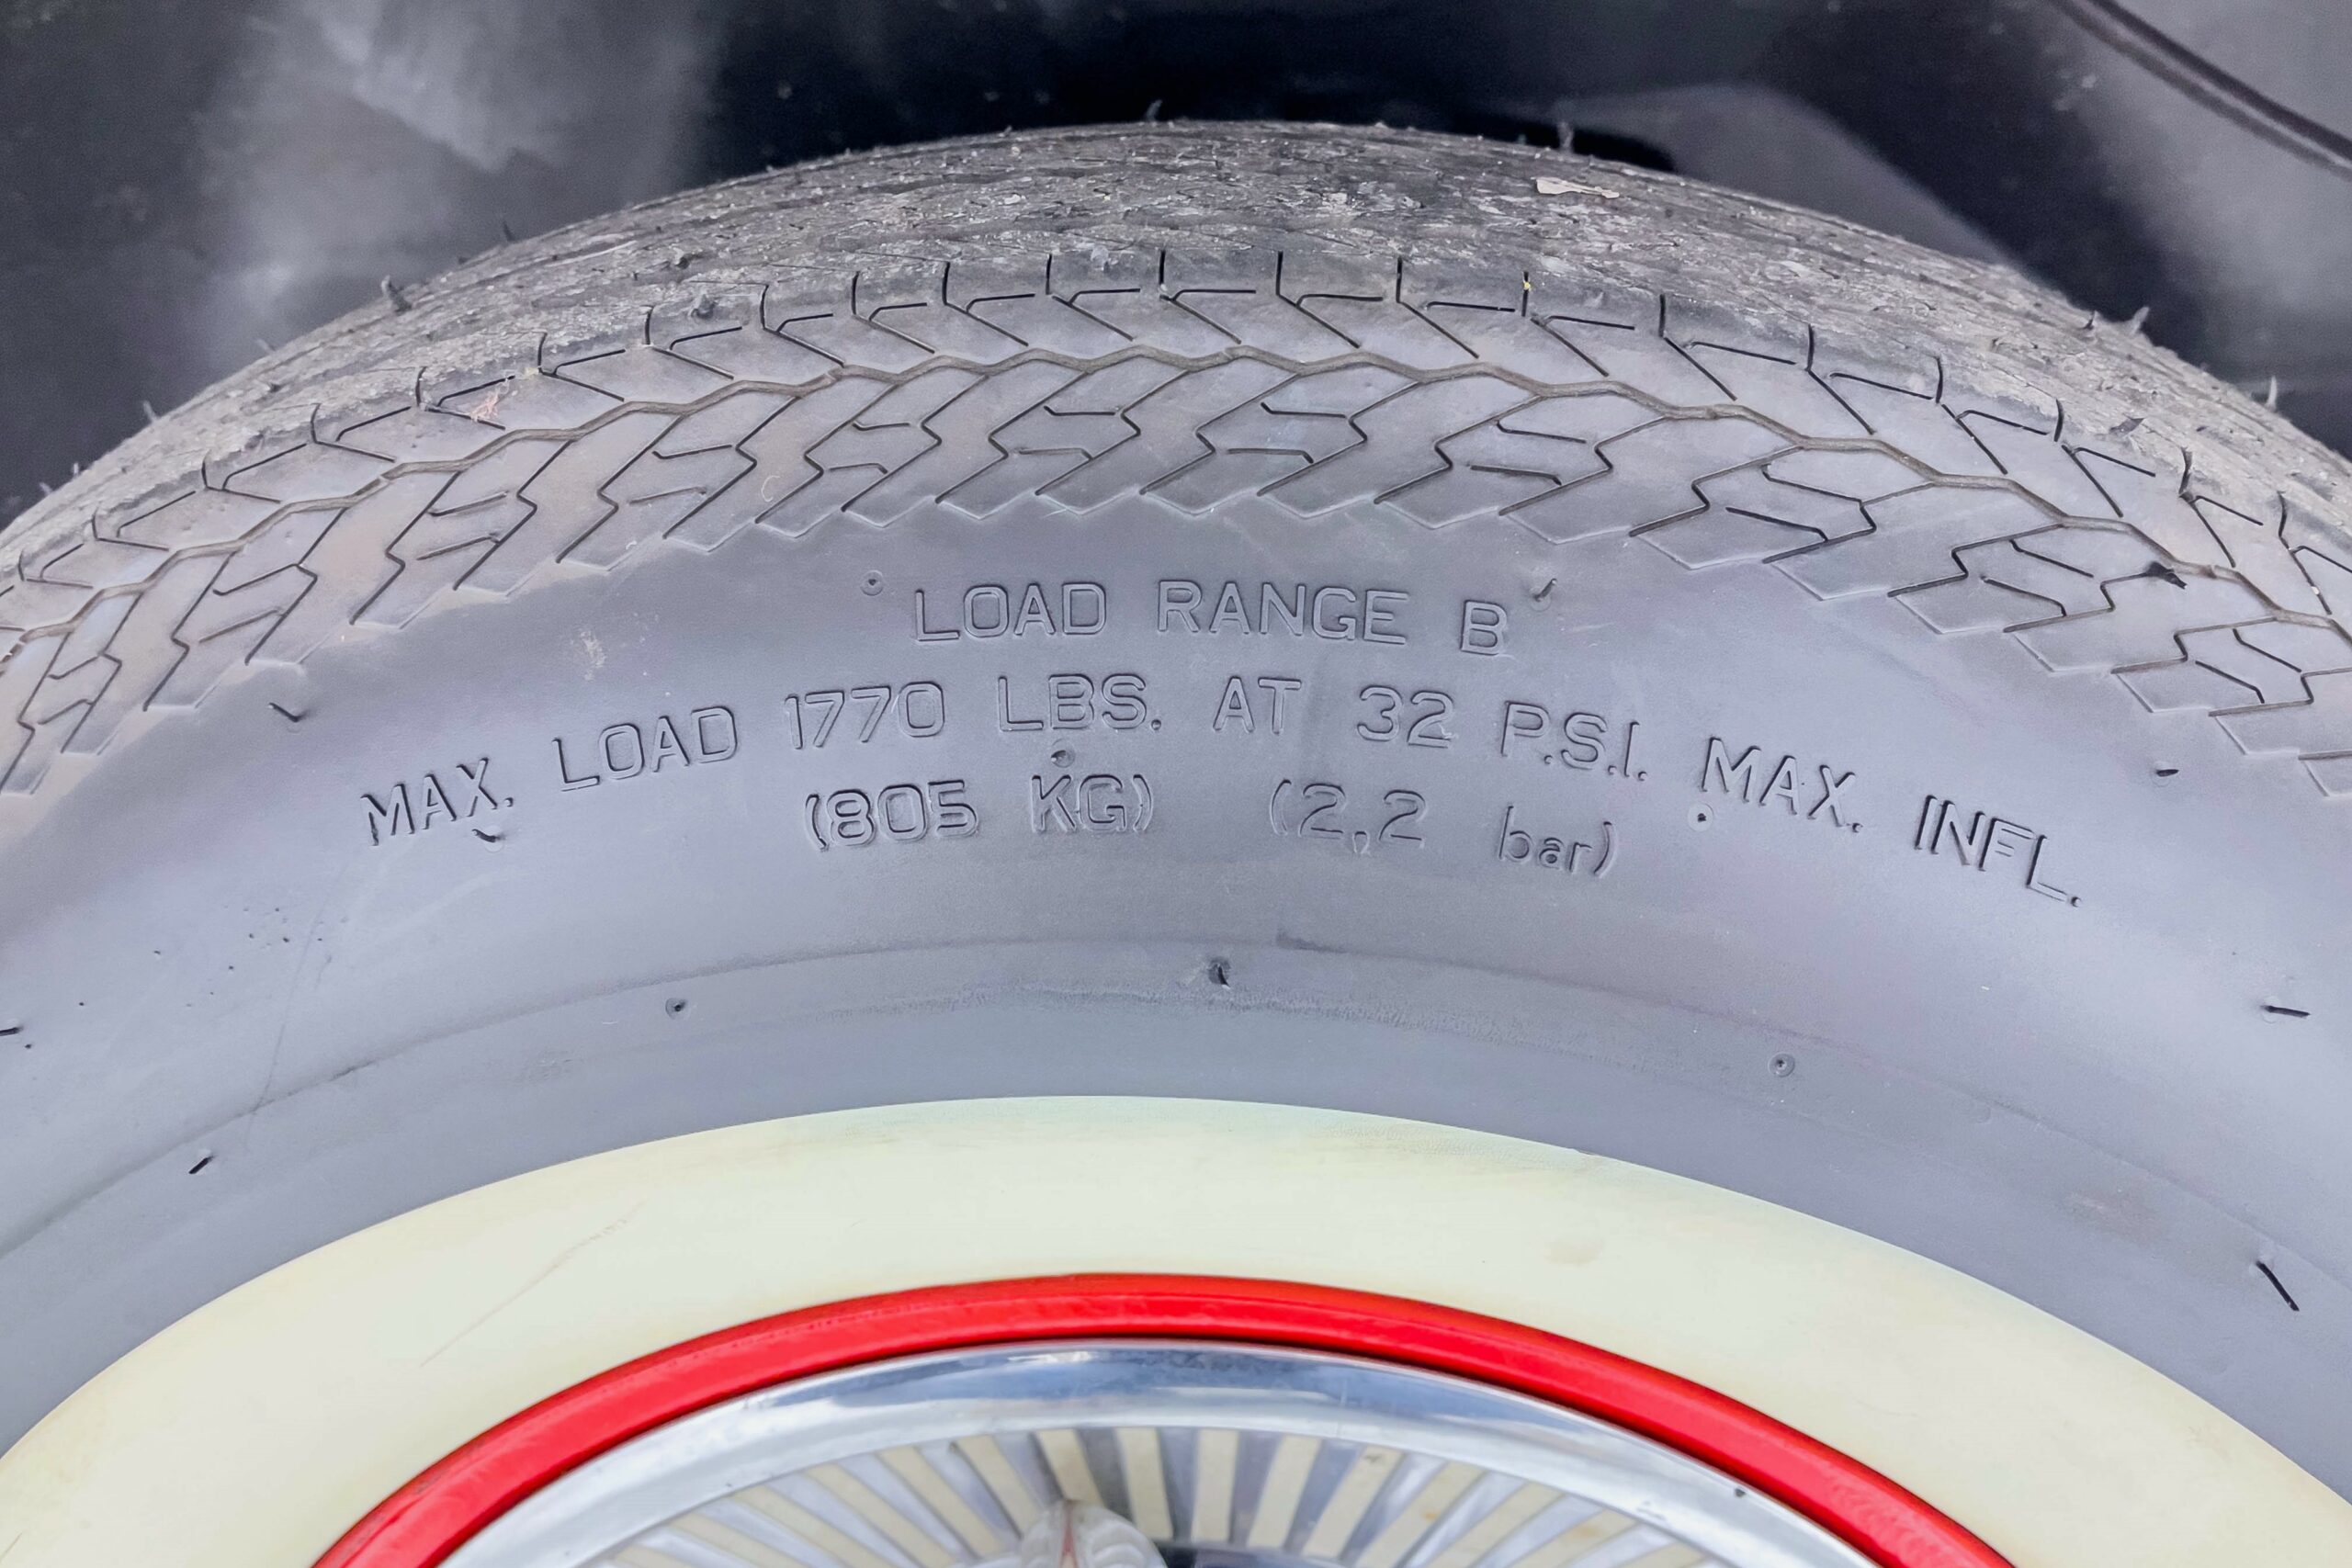 LOAD RANGE B
MAX. LOAD 1770 LBS. AT 32 P.S.I. MAX. INFL.
(805 KG) (2,2 bar)